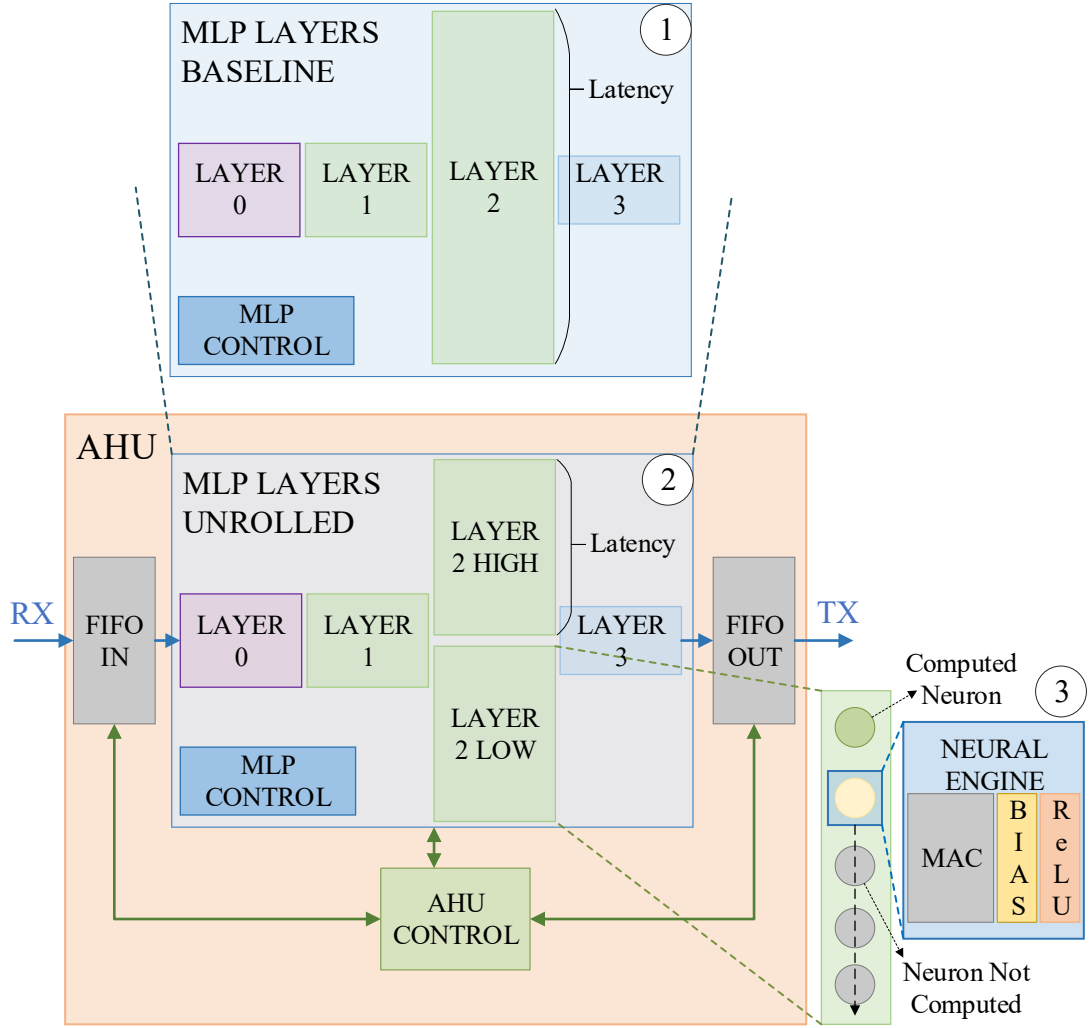 MLP LAYERS
BASELINE
1
Latency
LAYER
0
LAYER
1
LAYER
2
LAYER
3
MLP
CONTROL
AHU
MLP LAYERS
UNROLLED
2
LAYER
2 HIGH
Latency
RX
FIFO
IN
LAYER
0
LAYER
1
LAYER
3
FIFO
OUT
TX
LAYER
2 LOW
MLP
CONTROL
AHU
CONTROL
Computed
Neuron
3
NEURAL
ENGINE
MAC
BIAS
ReLU
Neuron Not
Computed